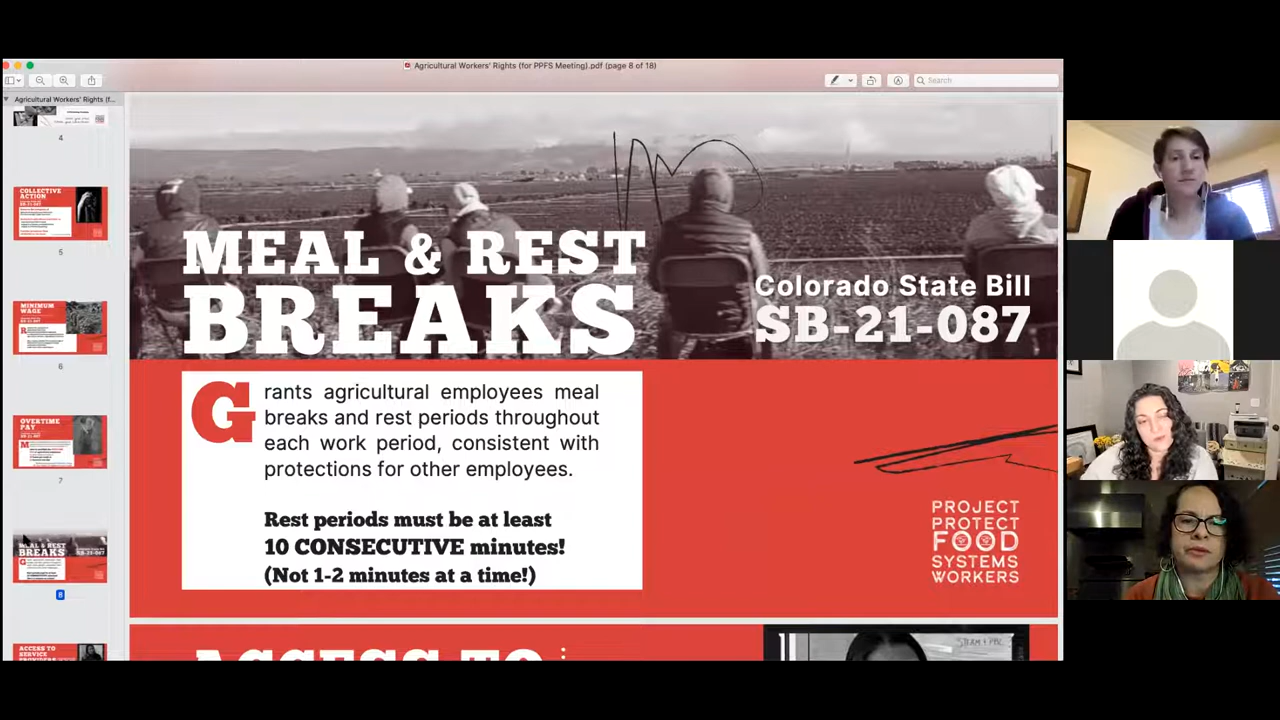 Agricultural Workers' Rights (for PPFS Meeting).pdf (page 8 of 18)
Search
Agricultural Workers' Rights (f...
4
COLLECTIVE
ACTION
5
MINIMUM
WAGE
6
OVERTIME
PAY
7
MEAL & REST
BREAKS
8
ACCESS TO
SERVICE
PROVIDERS
MEAL & REST
BREAKS
Colorado State Bill
SB-21-087
Grants agricultural employees meal
breaks and rest periods throughout
each work period, consistent with
protections for other employees.
Rest periods must be at least
10 CONSECUTIVE minutes!
(Not 1-2 minutes at a time!)
PROJECT
PROTECT
FOOD
SYSTEMS
WORKERS
ACCESS TO